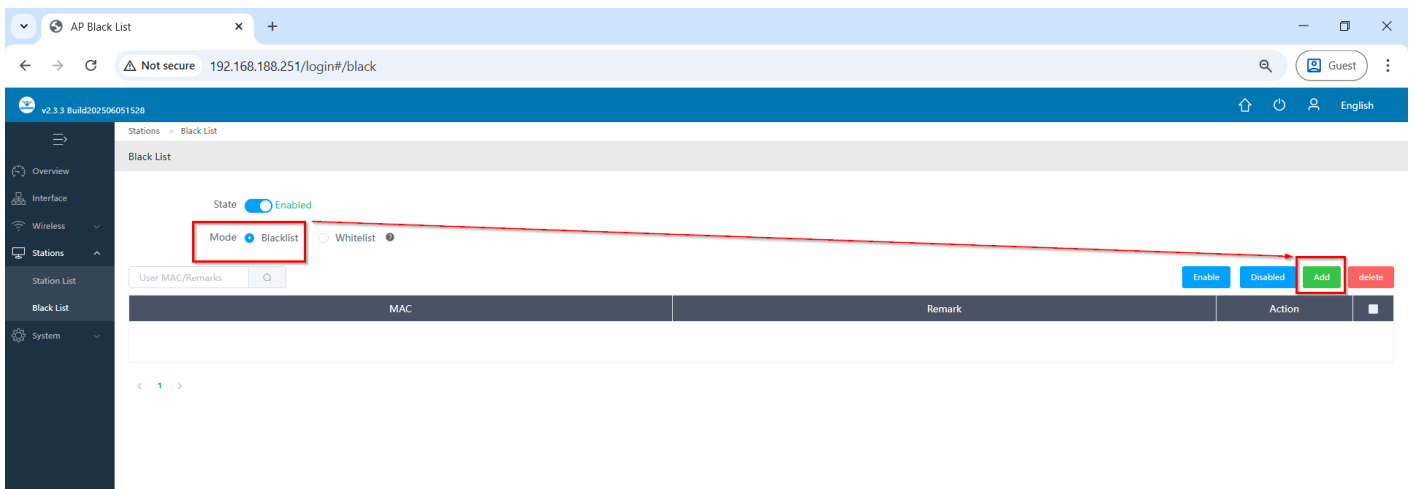 AP Black List
Not secure 192.168.188.251/login#/black
Guest
v2.3.3 Build202506051528
English
Stations > Black List
Black List
Overview
Interface
Wireless
Stations
Station List
Black List
System
State Enabled
Mode Blacklist Whitelist
User MAC/Remarks
Enable Disabled Add delete
MAC Remark Action
1